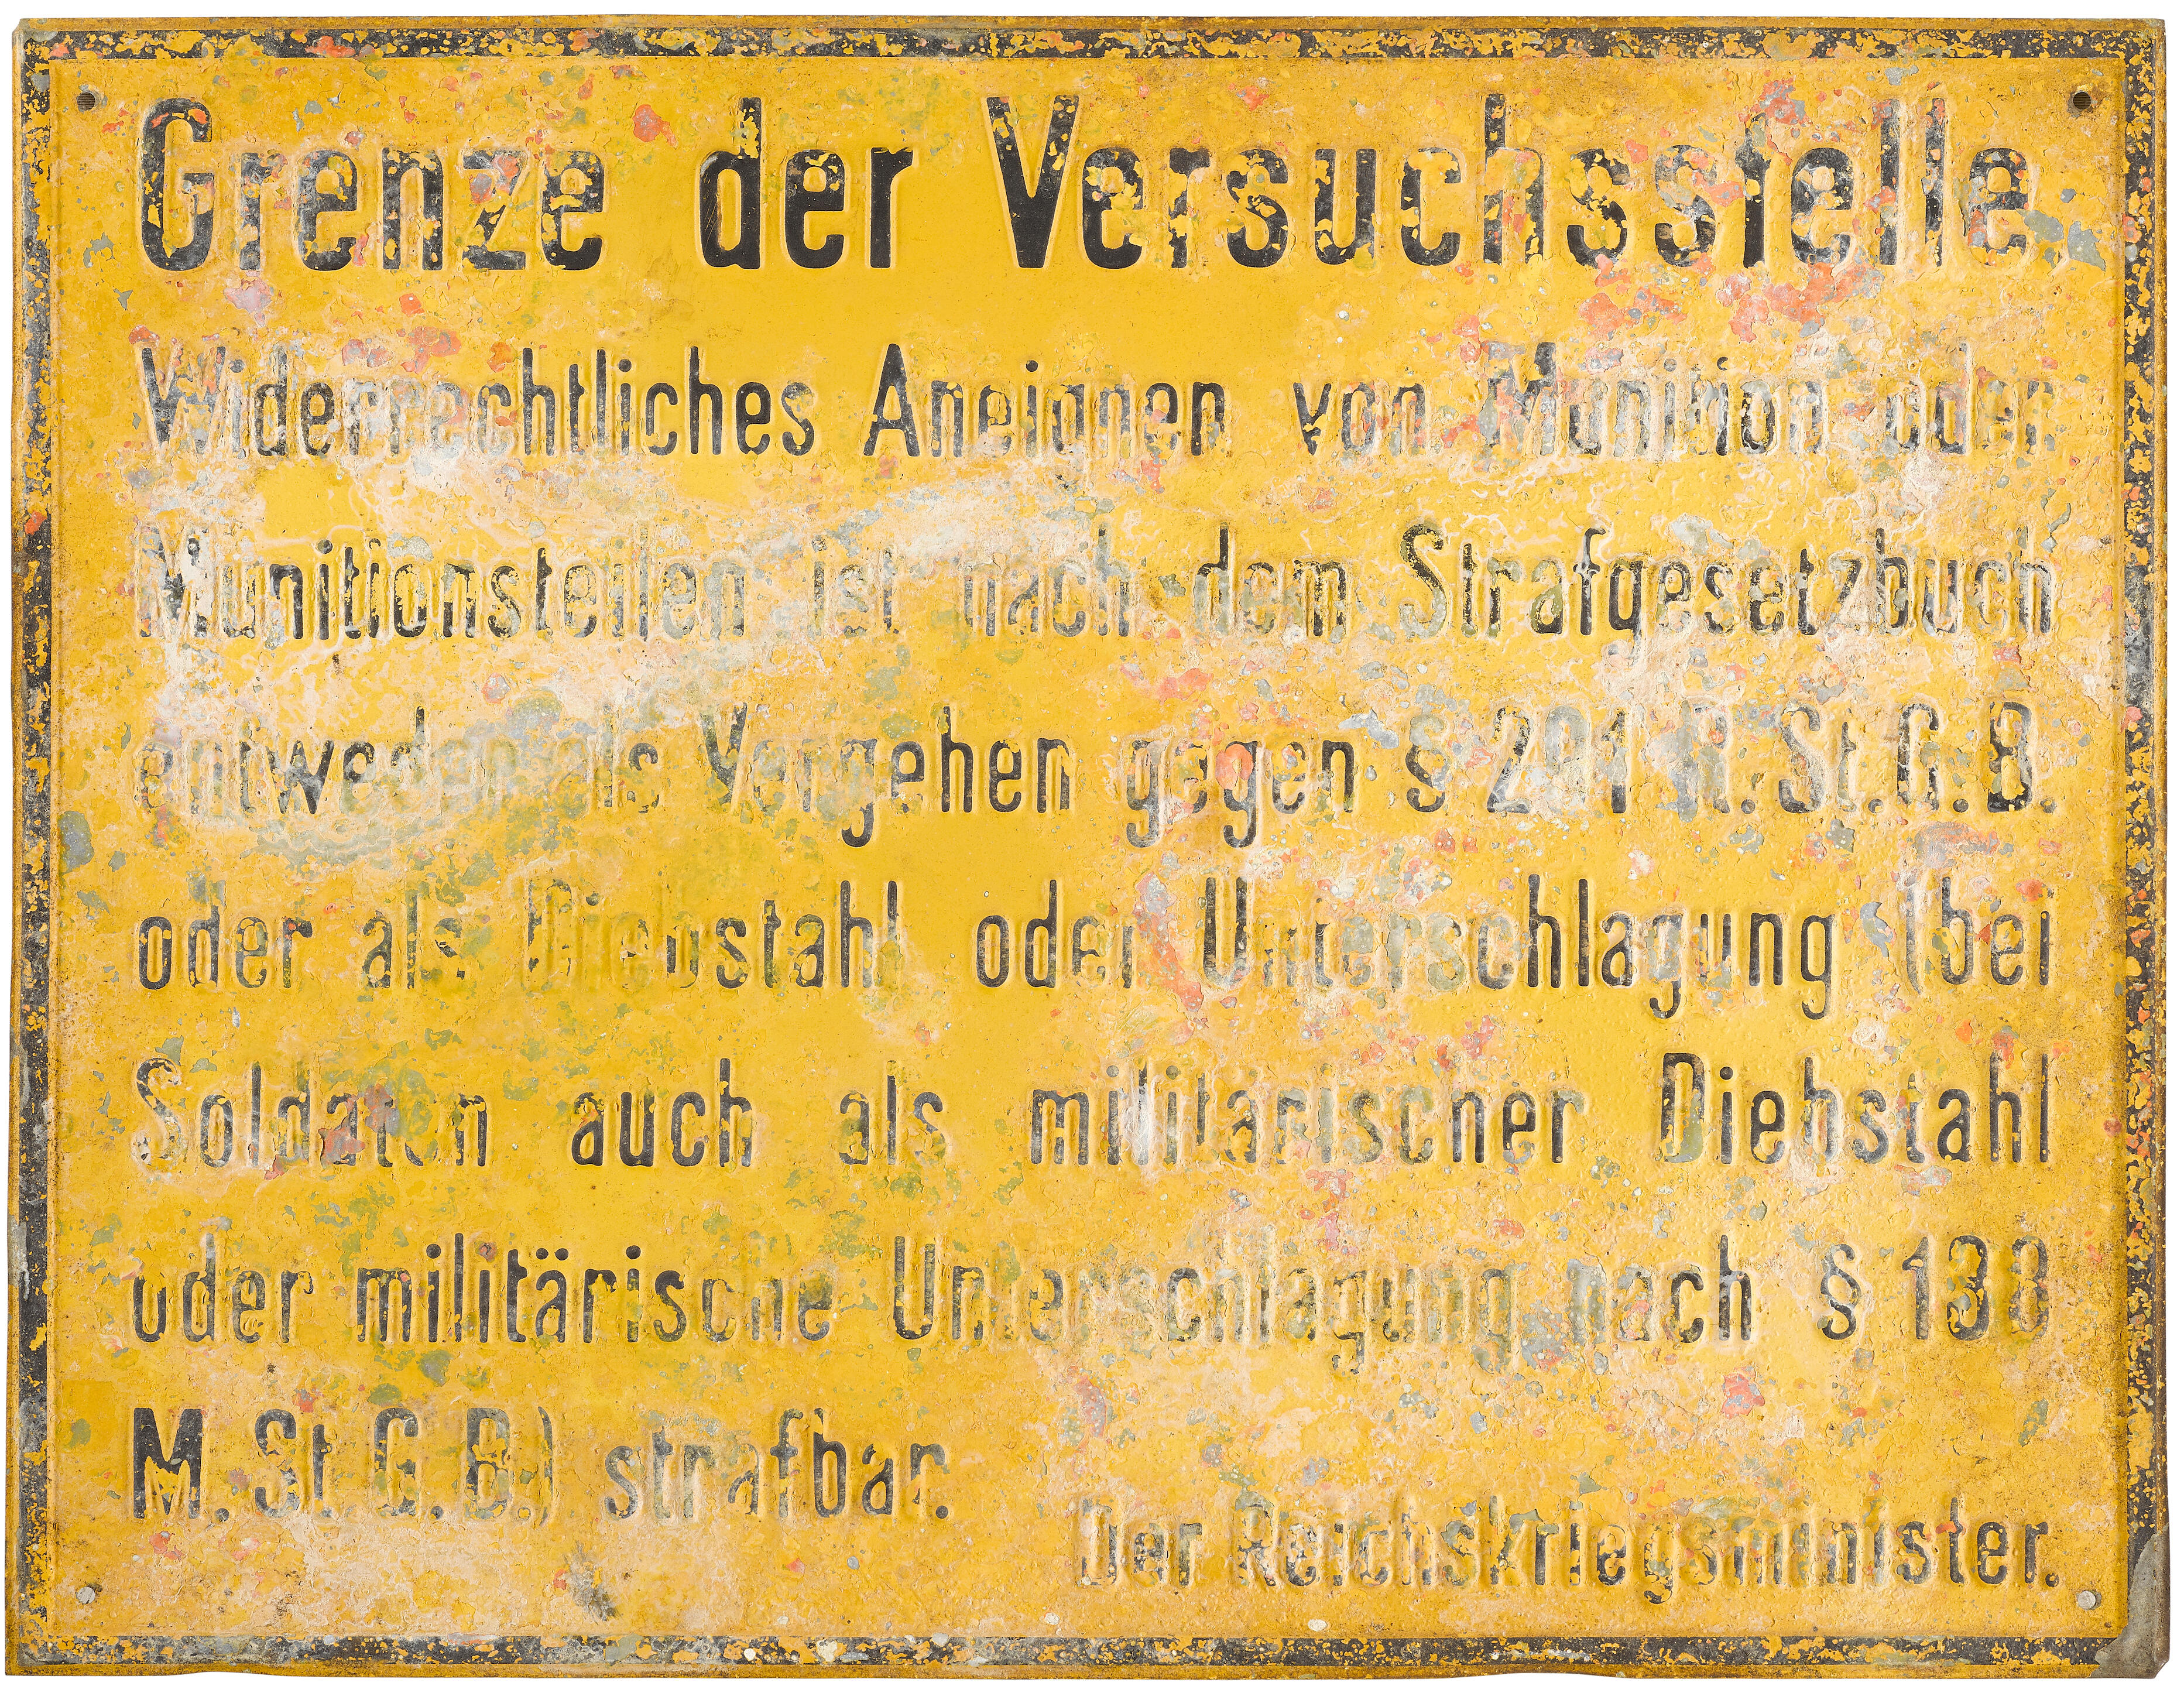 Grenze der Versuchsstelle.
Widerrechtliches Aneignen von Munition oder
Munitionsteilen ist nach dem Strafgesetzbuch
entweder als Vergehen gegen § 291 R. St. G. B.
oder als Diebstahl oder Unterschlagung (bei
Soldaten auch als militärischer Diebstahl
oder militärische Unterschlagung nach § 138
M. St. G. B.) strafbar.
Der Reichskriegsminister.